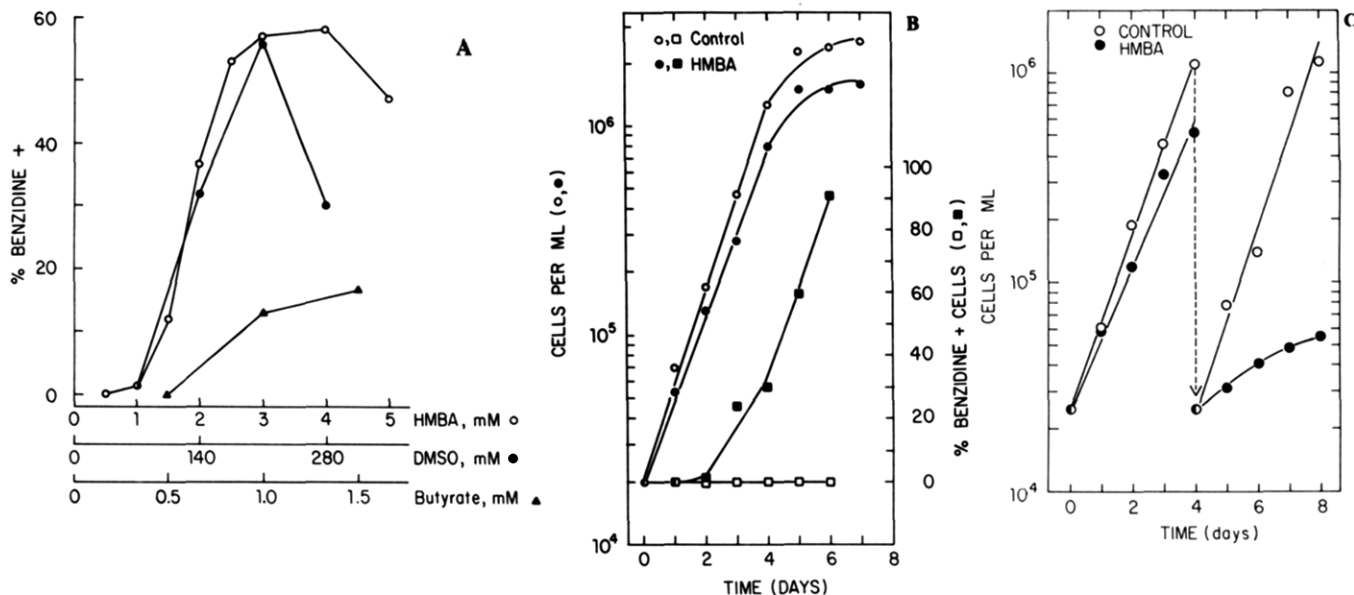 A
% BENZIDINE +
60
40
20
0
0 1 2 3 4 5 HMBA, mM ○
0 140 280 DMSO, mM ●
0 0.5 1.0 1.5 Butyrate, mM ▲
B
○,□ Control
●,■ HMBA
CELLS PER ML (○,●)
10⁶
10⁵
10⁴
% BENZIDINE + CELLS (□,■)
100
80
60
40
20
0
0 2 4 6 8
TIME (DAYS)
C
○ CONTROL
● HMBA
CELLS PER ML
10⁶
10⁵
10⁴
0 2 4 6 8
TIME (days)